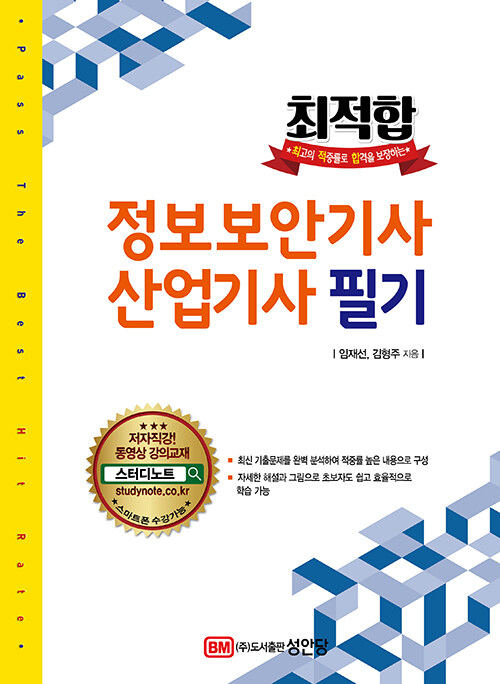 • Pass The Best Hit Rate •
최적합
★최고의 적중률로 합격을 보장하는★
정보보안기사
산업기사 필기
임재선, 김형주 지음
★★★
저자직강!
동영상 강의교재
스터디노트
studynote.co.kr
★스마트폰 수강가능★
• 최신 기출문제를 완벽 분석하여 적중률 높은 내용으로 구성
• 자세한 해설과 그림으로 초보자도 쉽고 효율적으로
학습 가능
BM (주)도서출판 성안당